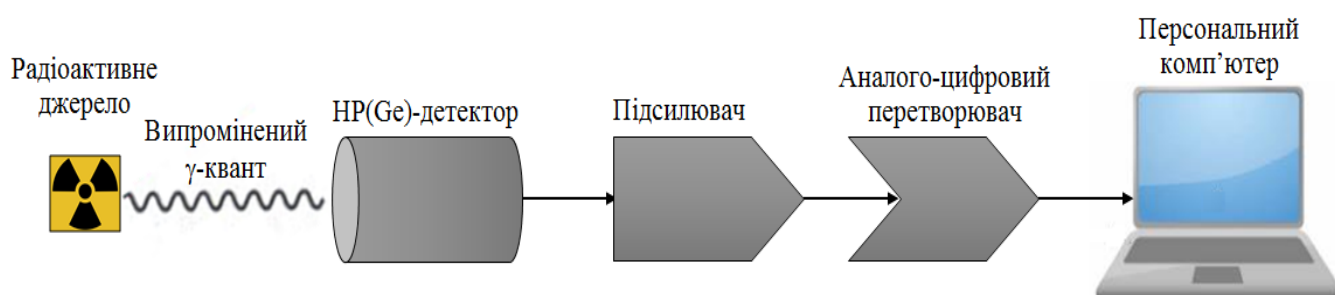 Радіоактивне
джерело
Випромінений
γ-квант
HP(Ge)-детектор
Підсилювач
Аналого-цифровий
перетворювач
Персональний
комп’ютер